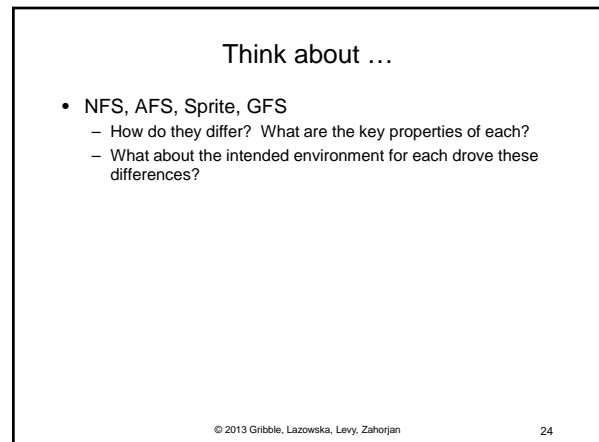 Think about …
• NFS, AFS, Sprite, GFS
– How do they differ?  What are the key properties of each?
– What about the intended environment for each drove these
differences?
© 2013 Gribble, Lazowska, Levy, Zahorjan
24